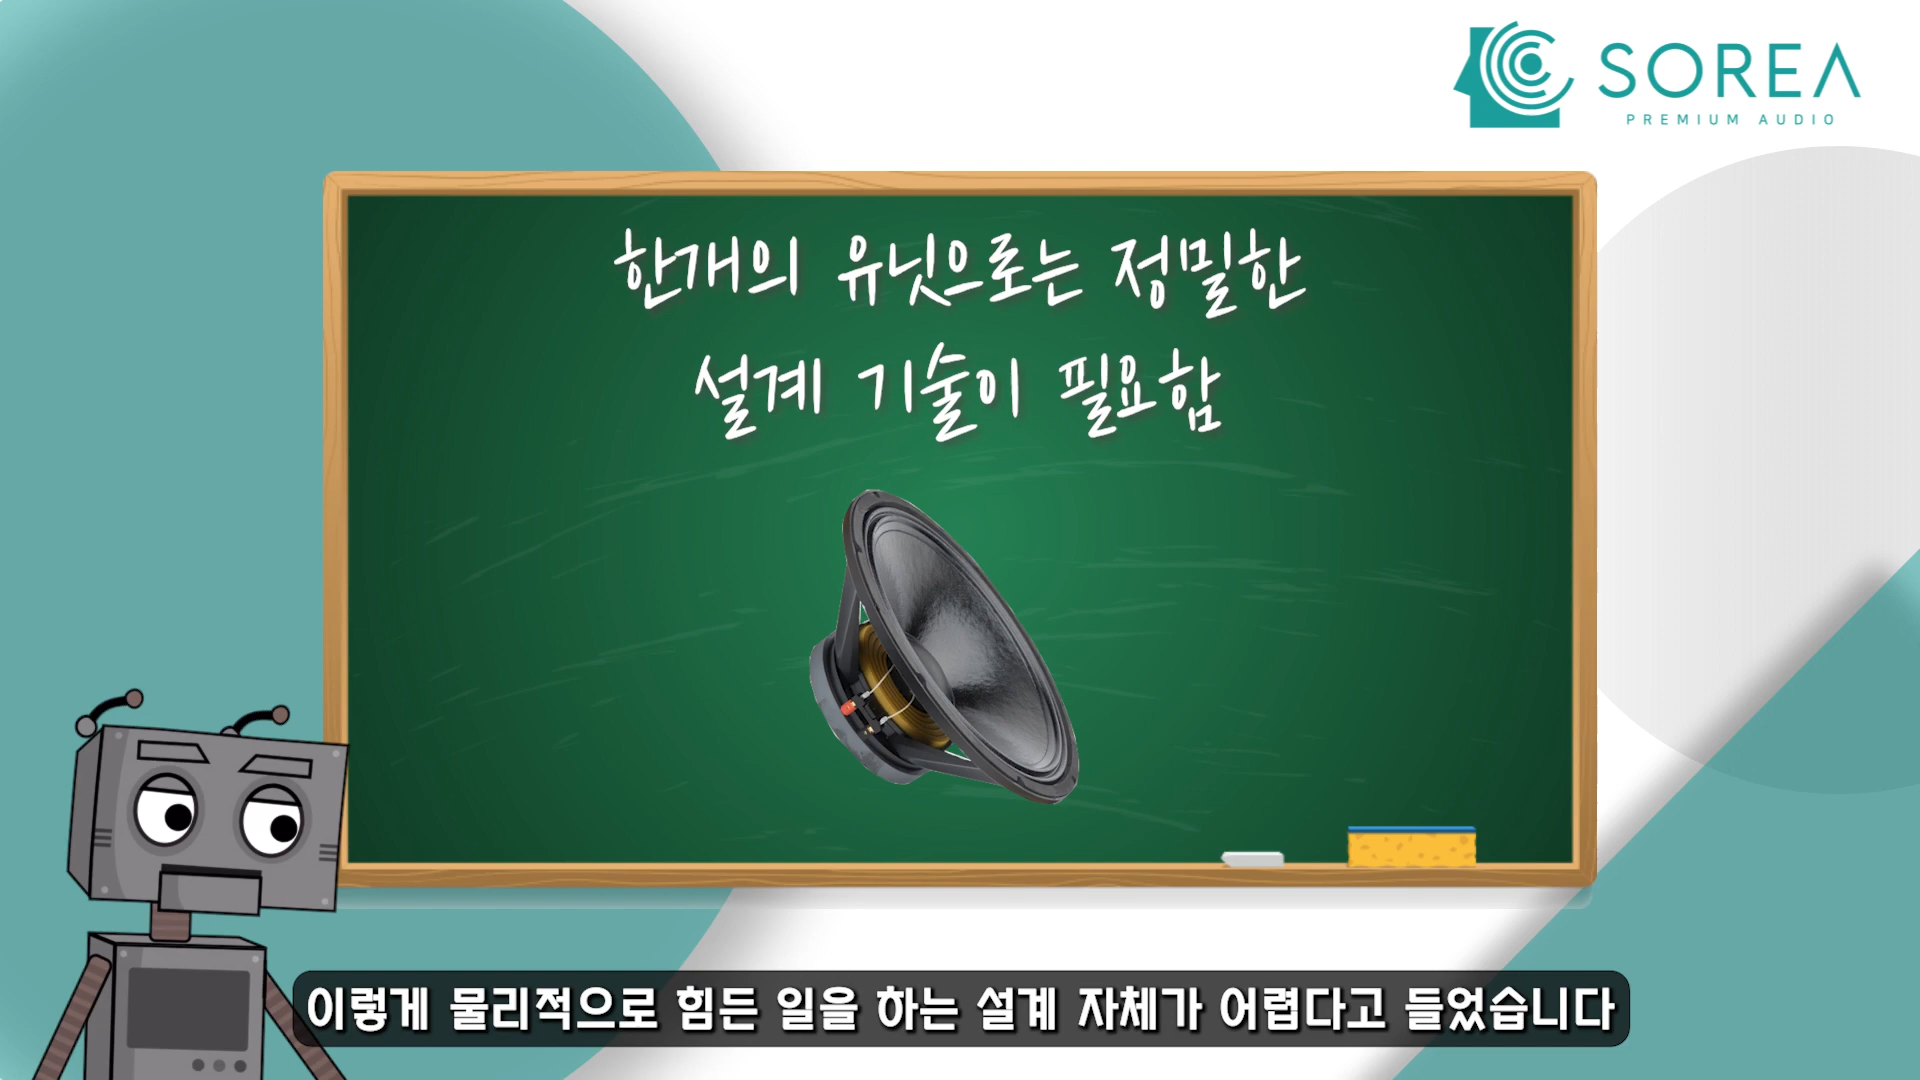 SOREA
PREMIUM AUDIO
한개의 유닛으로는 정밀한
설계 기술이 필요함
이렇게 물리적으로 힘든 일을 하는 설계 자체가 어렵다고 들었습니다